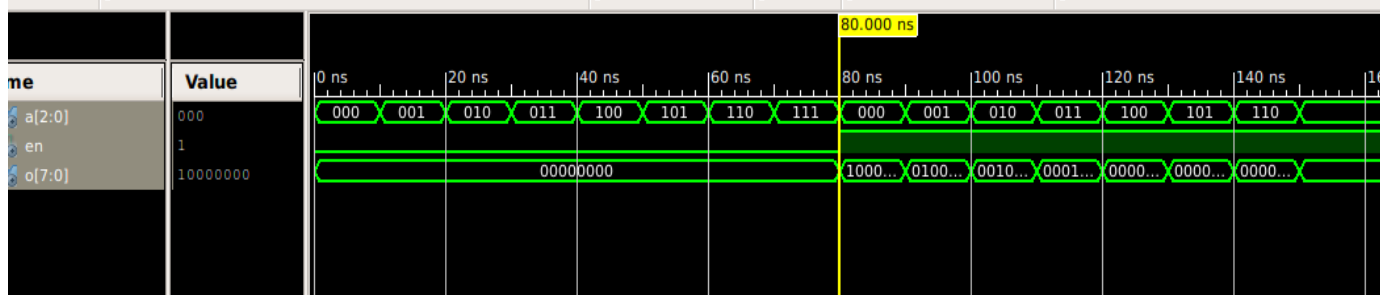 80.000 ns
me Value
0 ns 20 ns 40 ns 60 ns 80 ns 100 ns 120 ns 140 ns 16
a[2:0] 000 000 001 010 011 100 101 110 111 000 001 010 011 100 101 110
en 1
o[7:0] 10000000 00000000 1000... 0100... 0010... 0001... 0000... 0000... 0000...